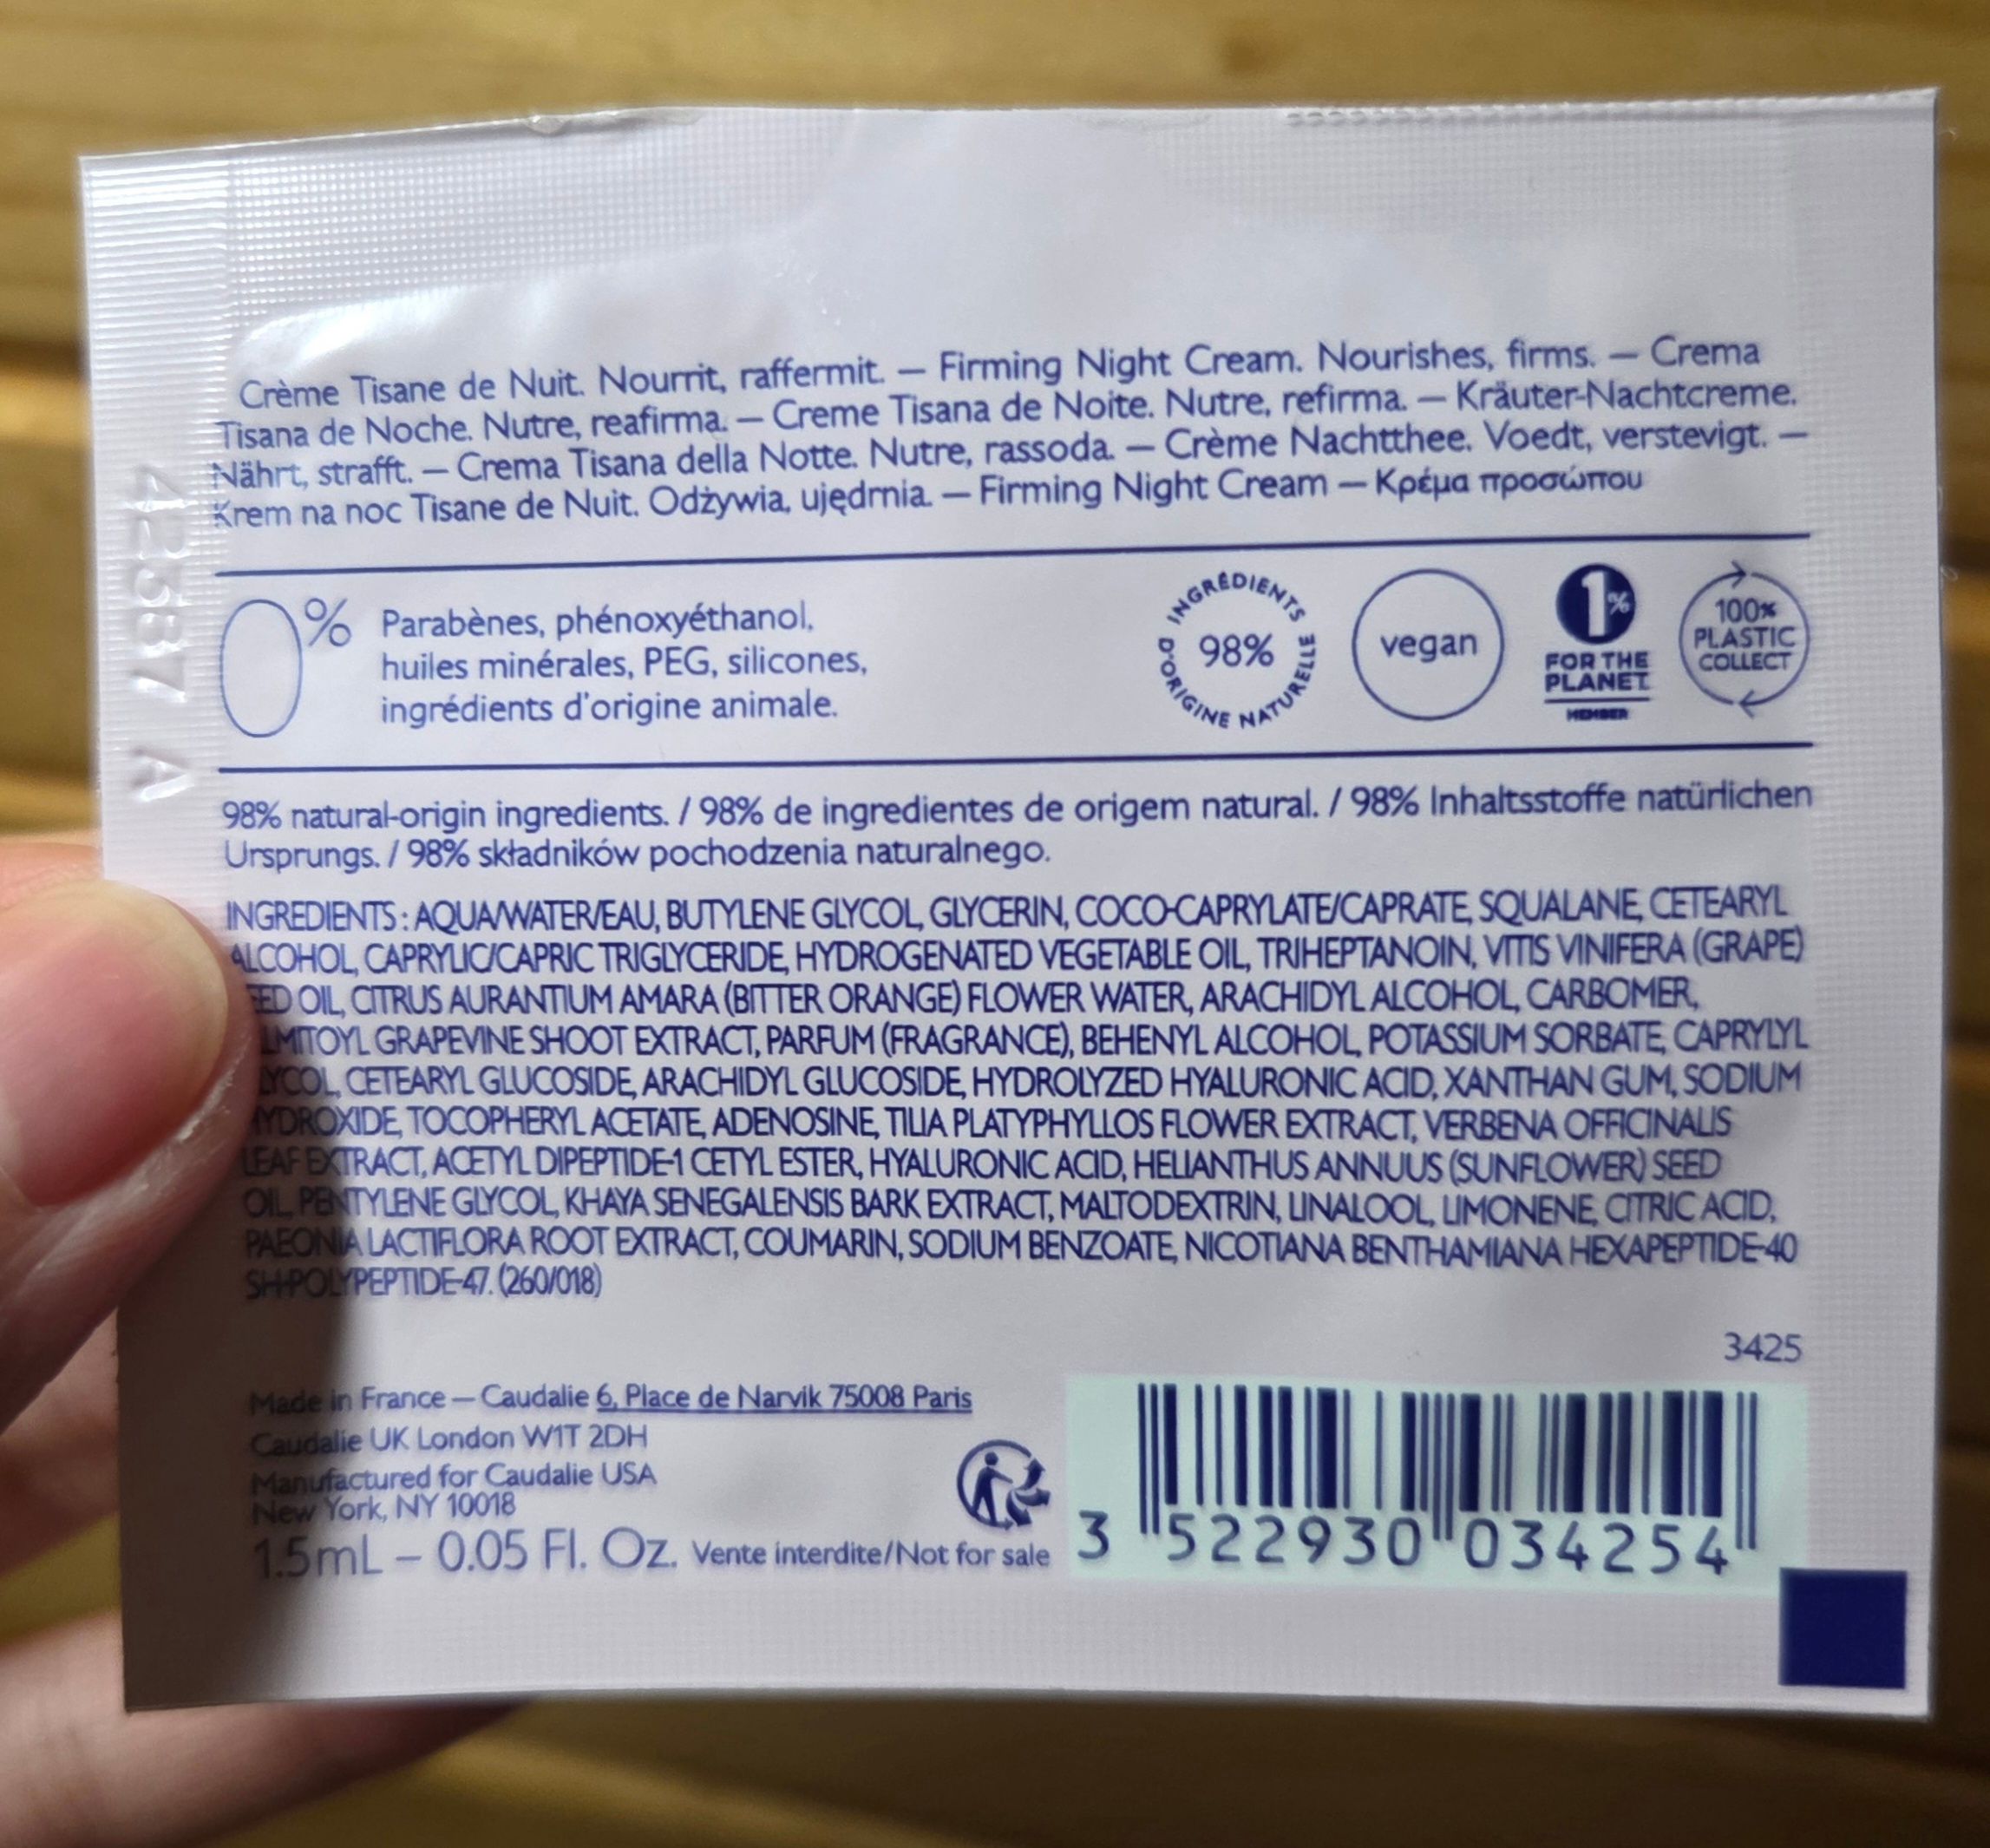 Crème Tisane de Nuit. Nourrit, raffermit. — Firming Night Cream. Nourishes, firms. — Crema
Tisana de Noche. Nutre, reafirma. — Creme Tisana de Noite. Nutre, refirma. — Kräuter-Nachtcreme.
Nährt, strafft. — Crema Tisana della Notte. Nutre, rassoda. — Crème Nachtthee. Voedt, verstevigt. —
Krem na noc Tisane de Nuit. Odżywia, ujędrnia. — Firming Night Cream — Κρέμα προσώπου
0% Parabènes, phénoxyéthanol,
huiles minérales, PEG, silicones,
ingrédients d'origine animale.
98% INGRÉDIENTS D'ORIGINE NATURELLE
vegan
1%
FOR THE
PLANET
MEMBER
100%
PLASTIC
COLLECT
98% natural-origin ingredients. / 98% de ingredientes de origem natural. / 98% Inhaltsstoffe natürlichen
Ursprungs. / 98% składników pochodzenia naturalnego.
INGREDIENTS : AQUA/WATER/EAU, BUTYLENE GLYCOL, GLYCERIN, COCO-CAPRYLATE/CAPRATE, SQUALANE, CETEARYL
ALCOHOL, CAPRYLIC/CAPRIC TRIGLYCERIDE, HYDROGENATED VEGETABLE OIL, TRIHEPTANOIN, VITIS VINIFERA (GRAPE)
EED OIL, CITRUS AURANTIUM AMARA (BITTER ORANGE) FLOWER WATER, ARACHIDYL ALCOHOL, CARBOMER,
LMITOYL GRAPEVINE SHOOT EXTRACT, PARFUM (FRAGRANCE), BEHENYL ALCOHOL, POTASSIUM SORBATE, CAPRYLYL
LYCOL, CETEARYL GLUCOSIDE, ARACHIDYL GLUCOSIDE, HYDROLYZED HYALURONIC ACID, XANTHAN GUM, SODIUM
HYDROXIDE, TOCOPHERYL ACETATE, ADENOSINE, TILIA PLATYPHYLLOS FLOWER EXTRACT, VERBENA OFFICINALIS
LEAF EXTRACT, ACETYL DIPEPTIDE-1 CETYL ESTER, HYALURONIC ACID, HELIANTHUS ANNUUS (SUNFLOWER) SEED
OIL, PENTYLENE GLYCOL, KHAYA SENEGALENSIS BARK EXTRACT, MALTODEXTRIN, LINALOOL, LIMONENE, CITRIC ACID,
PAEONIA LACTIFLORA ROOT EXTRACT, COUMARIN, SODIUM BENZOATE, NICOTIANA BENTHAMIANA HEXAPEPTIDE-40
SH-POLYPEPTIDE-47. (260/018)
3425
Made in France — Caudalie 6, Place de Narvik 75008 Paris
Caudalie UK London W1T 2DH
Manufactured for Caudalie USA
New York, NY 10018
1.5mL – 0.05 Fl. Oz. Vente interdite/Not for sale
3 522930 034254